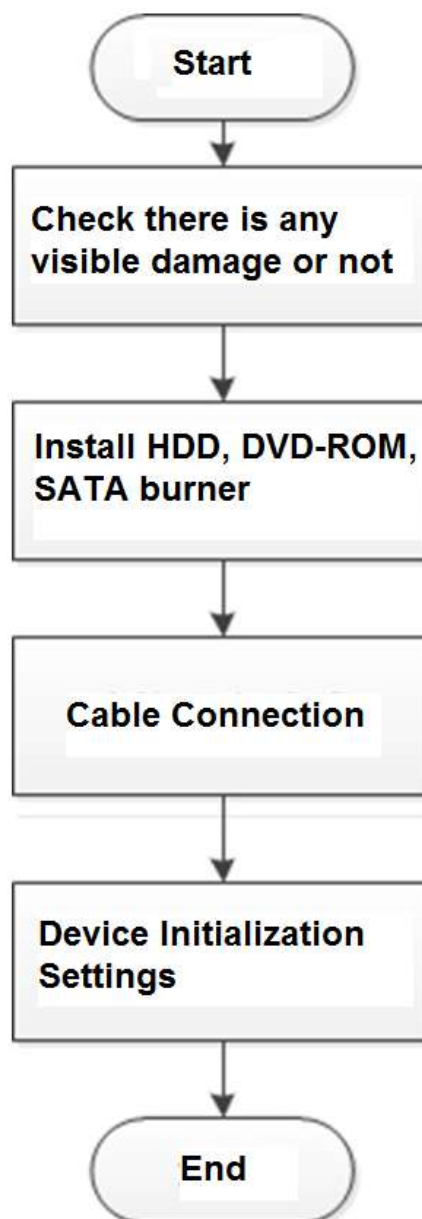 Start
Check there is any
visible damage or not
Install HDD, DVD-ROM,
SATA burner
Cable Connection
Device Initialization
Settings
End